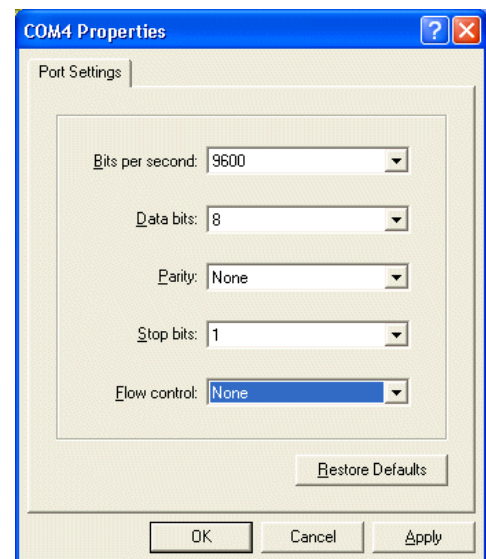 COM4 Properties
Port Settings
Bits per second: 9600
Data bits: 8
Parity: None
Stop bits: 1
Flow control: None
Restore Defaults
OK Cancel Apply